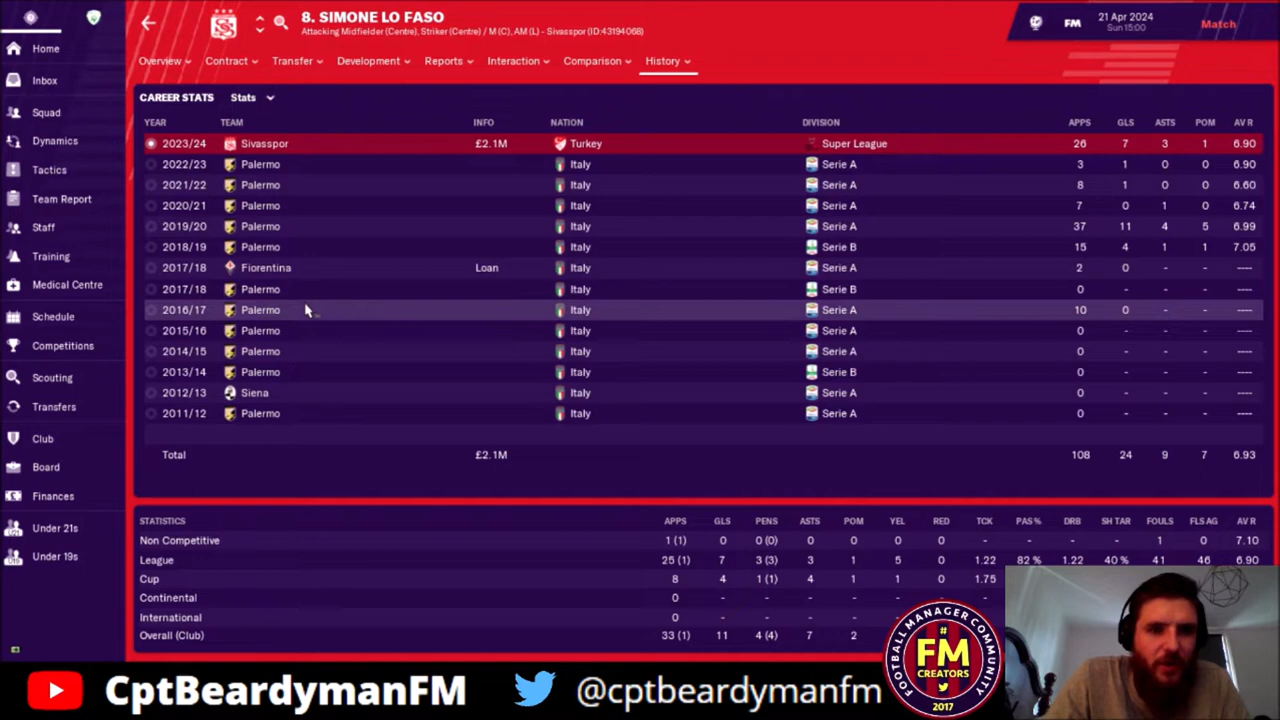 8. SIMONE LO FASO
Attacking Midfielder (Centre), Striker (Centre) / M (C), AM (L) - Sivasspor (ID:43194068)
FM
21 Apr 2024
Sun 15:00
Match
Home
Inbox
Squad
Dynamics
Tactics
Team Report
Staff
Training
Medical Centre
Schedule
Competitions
Scouting
Transfers
Club
Board
Finances
Under 21s
Under 19s
Overview Contract Transfer Development Reports Interaction Comparison History
CAREER STATS Stats
YEAR TEAM INFO NATION DIVISION APPS GLS ASTS POM AV R
2023/24 Sivasspor £2.1M Turkey Super League 26 7 3 1 6.90
2022/23 Palermo Italy Serie A 3 1 0 0 6.90
2021/22 Palermo Italy Serie A 8 1 0 0 6.60
2020/21 Palermo Italy Serie A 7 0 1 0 6.74
2019/20 Palermo Italy Serie A 37 11 4 5 6.99
2018/19 Palermo Italy Serie B 15 4 1 1 7.05
2017/18 Fiorentina Loan Italy Serie A 2 0 - - ----
2017/18 Palermo Italy Serie B 0 - - - ----
2016/17 Palermo Italy Serie A 10 0 - - ----
2015/16 Palermo Italy Serie A 0 - - - ----
2014/15 Palermo Italy Serie A 0 - - - ----
2013/14 Palermo Italy Serie B 0 - - - ----
2012/13 Siena Italy Serie A 0 - - - ----
2011/12 Palermo Italy Serie A 0 - - - ----
Total £2.1M 108 24 9 7 6.93
STATISTICS APPS GLS PENS ASTS POM YEL RED TCK PAS % DRB SH TAR FOULS FLS AG AV R
Non Competitive 1 (1) 0 0 (0) 0 0 0 0 - - - - 1 0 7.10
League 25 (1) 7 3 (3) 3 1 5 0 1.22 82 % 1.22 40 % 41 46 6.90
Cup 8 4 1 (1) 4 1 1 0 1.75
Continental 0 - - - - - - -
International 0 - - - - -
Overall (Club) 33 (1) 11 4 (4) 7 2
CptBeardymanFM
@cptbeardymanfm
FOOTBALL MANAGER COMMUNITY
#
FM
CREATORS
2017